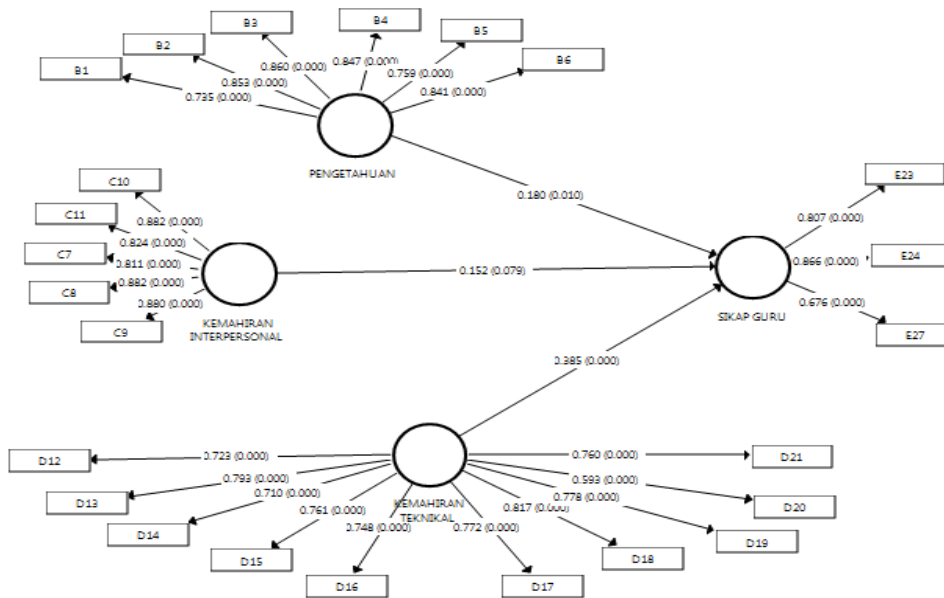 B3
B4
B5
B2
B6
B1
0.860 (0.000)
0.847 (0.000)
0.759 (0.000)
0.853 (0.000)
0.841 (0.000)
0.735 (0.000)
PENGETAHUAN
C10
C11
C7
C8
C9
0.882 (0.000)
0.824 (0.000)
0.811 (0.000)
0.882 (0.000)
0.880 (0.000)
KEMAHIRAN
INTERPERSONAL
0.180 (0.010)
0.152 (0.079)
0.385 (0.000)
E23
0.807 (0.000)
0.866 (0.000)
E24
0.676 (0.000)
SIKAP GURU
E27
D12
0.723 (0.000)
0.760 (0.000)
D21
0.793 (0.000)
0.593 (0.000)
D13
0.710 (0.000)
0.778 (0.000)
D20
KEMAHIRAN
TEKNIKAL
D14
0.761 (0.000)
0.817 (0.000)
0.748 (0.000)
0.772 (0.000)
D19
D15
D18
D16
D17